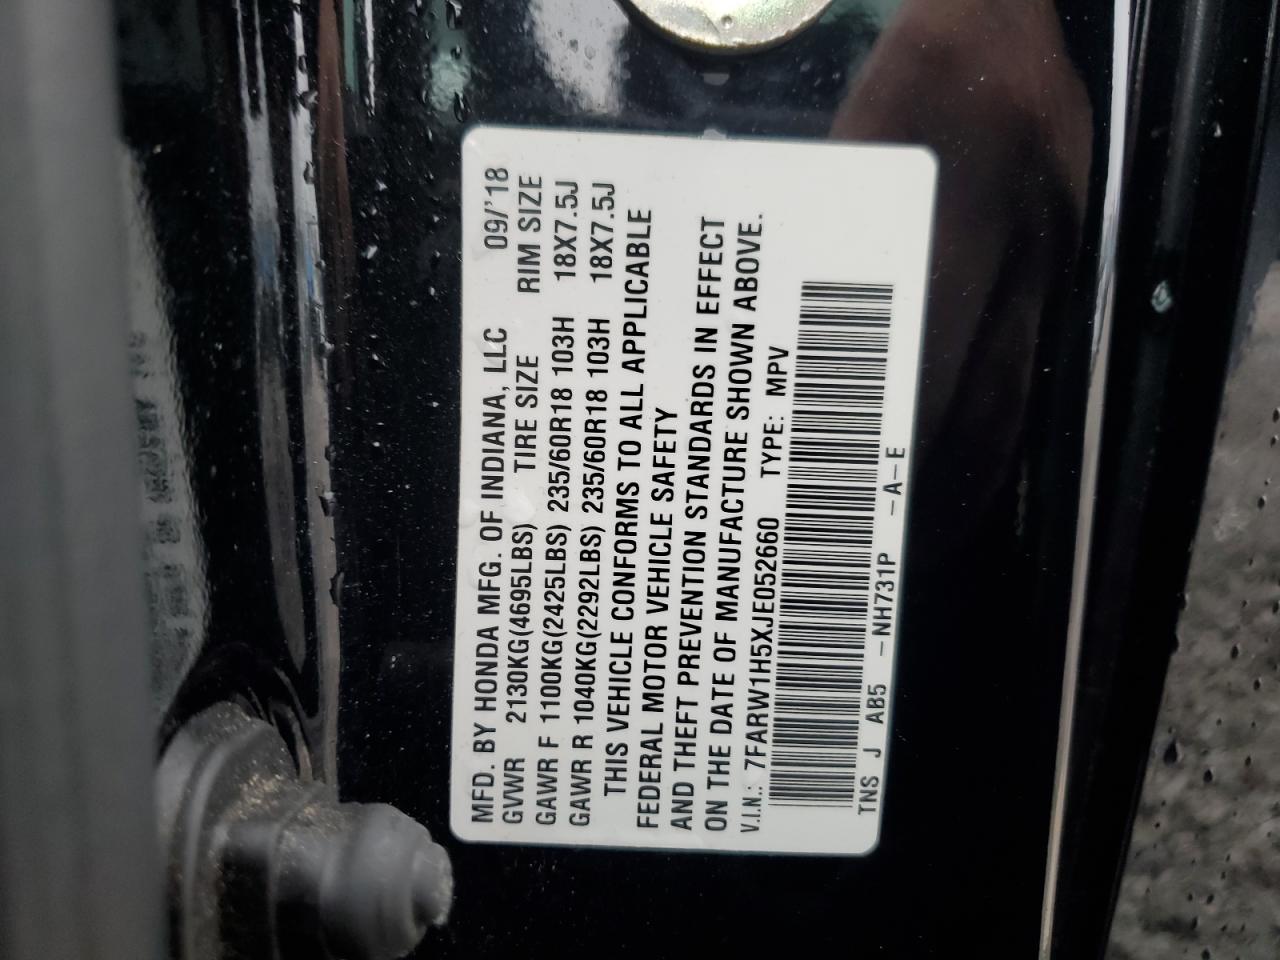 MFD. BY HONDA MFG. OF INDIANA, LLC 09/'18
GVWR 2130KG(4695LBS) TIRE SIZE RIM SIZE
GAWR F 1100KG(2425LBS) 235/60R18 103H 18X7.5J
GAWR R 1040KG(2292LBS) 235/60R18 103H 18X7.5J
THIS VEHICLE CONFORMS TO ALL APPLICABLE
FEDERAL MOTOR VEHICLE SAFETY
AND THEFT PREVENTION STANDARDS IN EFFECT
ON THE DATE OF MANUFACTURE SHOWN ABOVE.
V.I.N.: 7FARW1H5XJE052660 TYPE: MPV
TNS J AB5 -NH731P -A-E